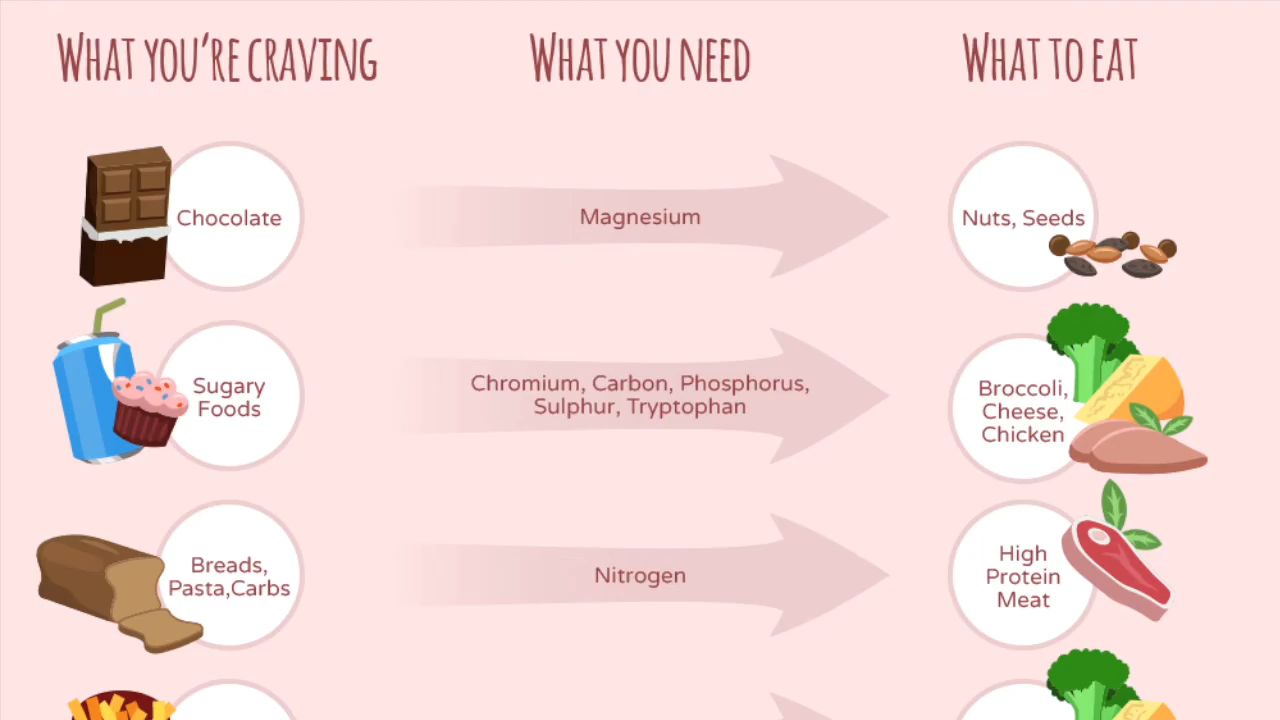 What you're craving
What you need
What to eat
Chocolate
Magnesium
Nuts, Seeds
Sugary
Foods
Chromium, Carbon, Phosphorus,
Sulphur, Tryptophan
Broccoli,
Cheese,
Chicken
Breads,
Pasta,Carbs
Nitrogen
High
Protein
Meat